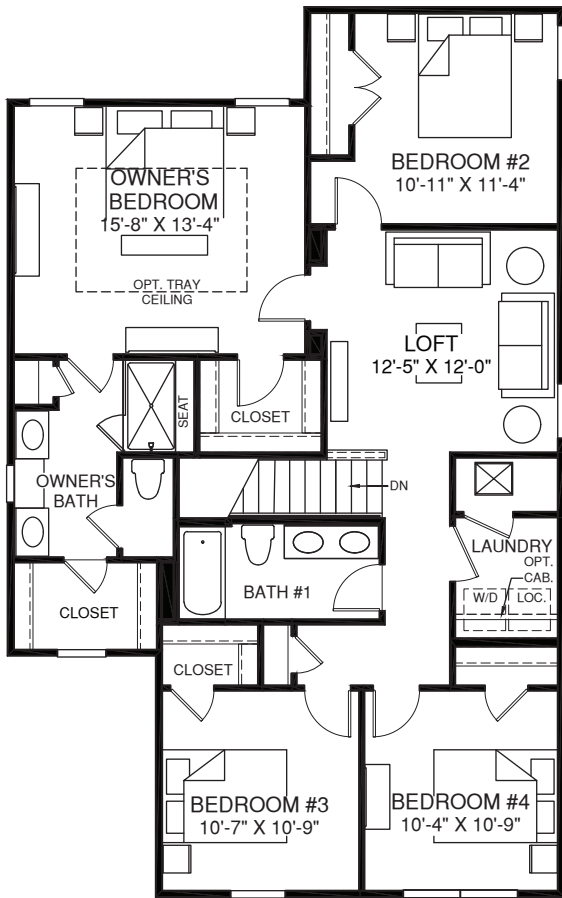 BEDROOM #2
10'-11" X 11'-4"
OWNER'S
BEDROOM
15'-8" X 13'-4"
OPT. TRAY
CEILING
LOFT
12'-5" X 12'-0"
SEAT
CLOSET
OWNER'S
BATH
DN
LAUNDRY
OPT.
CAB.
W/D
LOC.
BATH #1
CLOSET
CLOSET
BEDROOM #3
10'-7" X 10'-9"
BEDROOM #4
10'-4" X 10'-9"